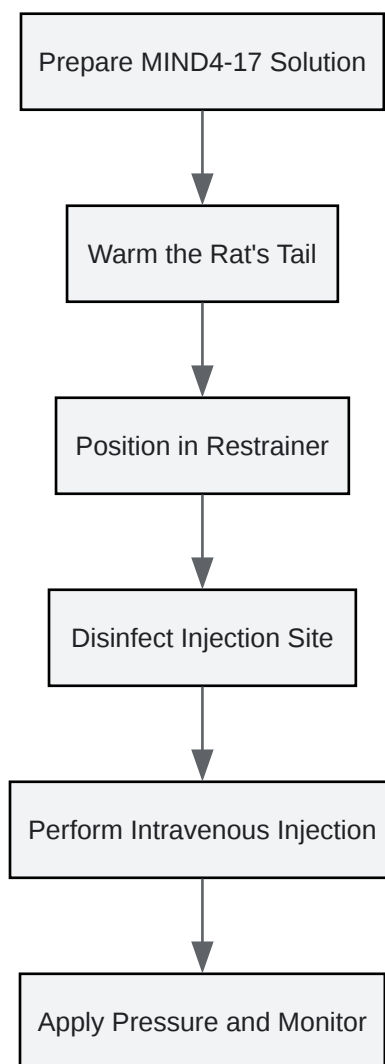 Prepare MIND4-17 Solution
Warm the Rat's Tail
Position in Restrainer
Disinfect Injection Site
Perform Intravenous Injection
Apply Pressure and Monitor